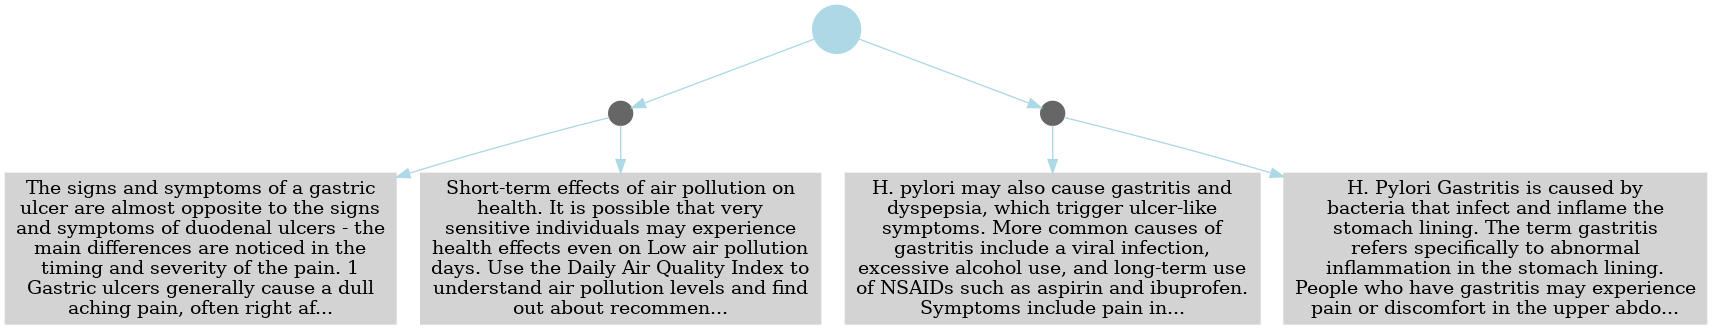 The signs and symptoms of a gastric
ulcer are almost opposite to the signs
and symptoms of duodenal ulcers - the
main differences are noticed in the
timing and severity of the pain. 1
Gastric ulcers generally cause a dull
aching pain, often right af...
Short-term effects of air pollution on
health. It is possible that very
sensitive individuals may experience
health effects even on Low air pollution
days. Use the Daily Air Quality Index to
understand air pollution levels and find
out about recommen...
H. pylori may also cause gastritis and
dyspepsia, which trigger ulcer-like
symptoms. More common causes of
gastritis include a viral infection,
excessive alcohol use, and long-term use
of NSAIDs such as aspirin and ibuprofen.
Symptoms include pain in...
H. Pylori Gastritis is caused by
bacteria that infect and inflame the
stomach lining. The term gastritis
refers specifically to abnormal
inflammation in the stomach lining.
People who have gastritis may experience
pain or discomfort in the upper abdo...